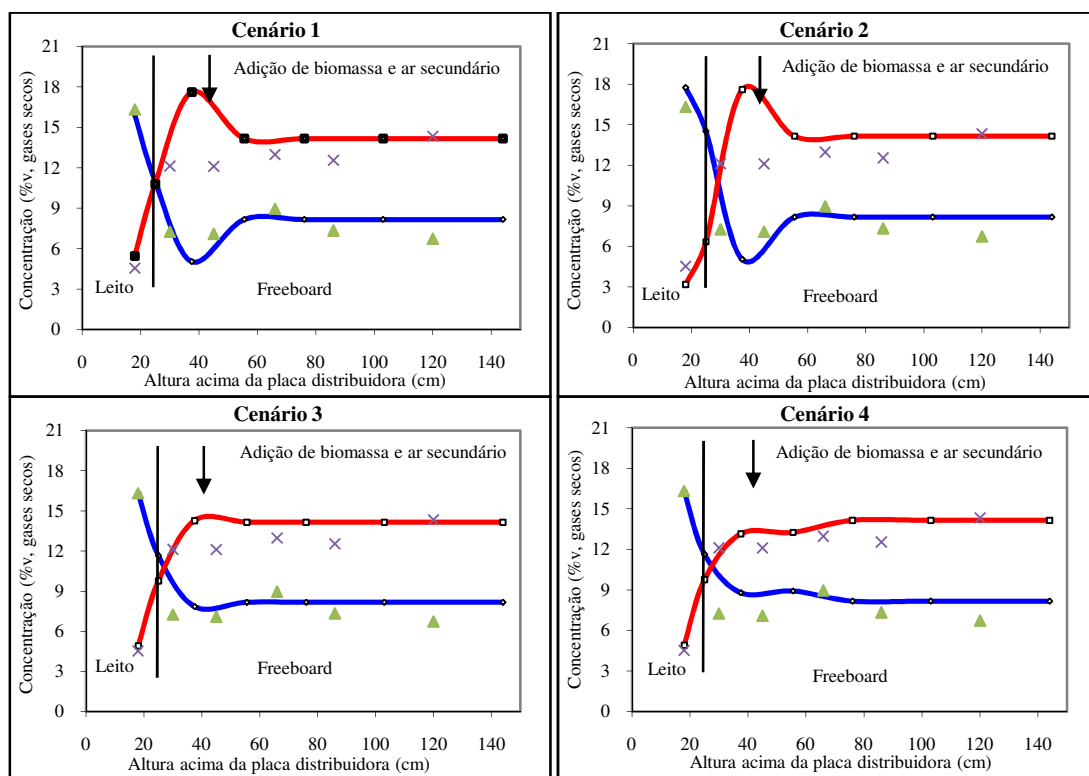 Cenário 1
Adição de biomassa e ar secundário
Concentração (%v, gases secos)
21
18
15
12
9
6
3
0
Leito
Freeboard
0 20 40 60 80 100 120 140
Altura acima da placa distribuidora (cm)
Cenário 2
Adição de biomassa e ar secundário
Concentração (%v, gases secos)
21
18
15
12
9
6
3
0
Leito
Freeboard
0 20 40 60 80 100 120 140
Altura acima da placa distribuidora (cm)
Cenário 3
Adição de biomassa e ar secundário
Concentração (%v, gases secos)
21
18
15
12
9
6
3
0
Leito
Freeboard
0 20 40 60 80 100 120 140
Altura acima da placa distribuidora (cm)
Cenário 4
Adição de biomassa e ar secundário
Concentração (%v, gases secos)
21
18
15
12
9
6
3
0
Leito
Freeboard
0 20 40 60 80 100 120 140
Altura acima da placa distribuidora (cm)